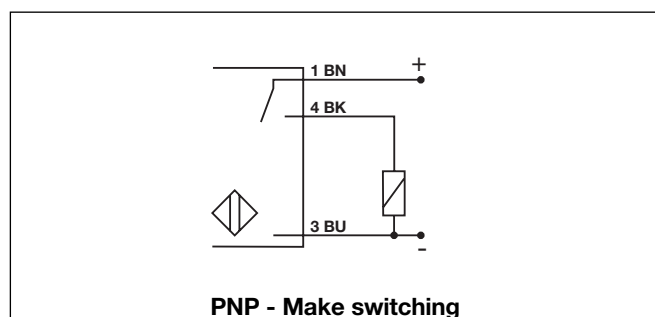 1 BN
+
4 BK
3 BU
-
PNP - Make switching